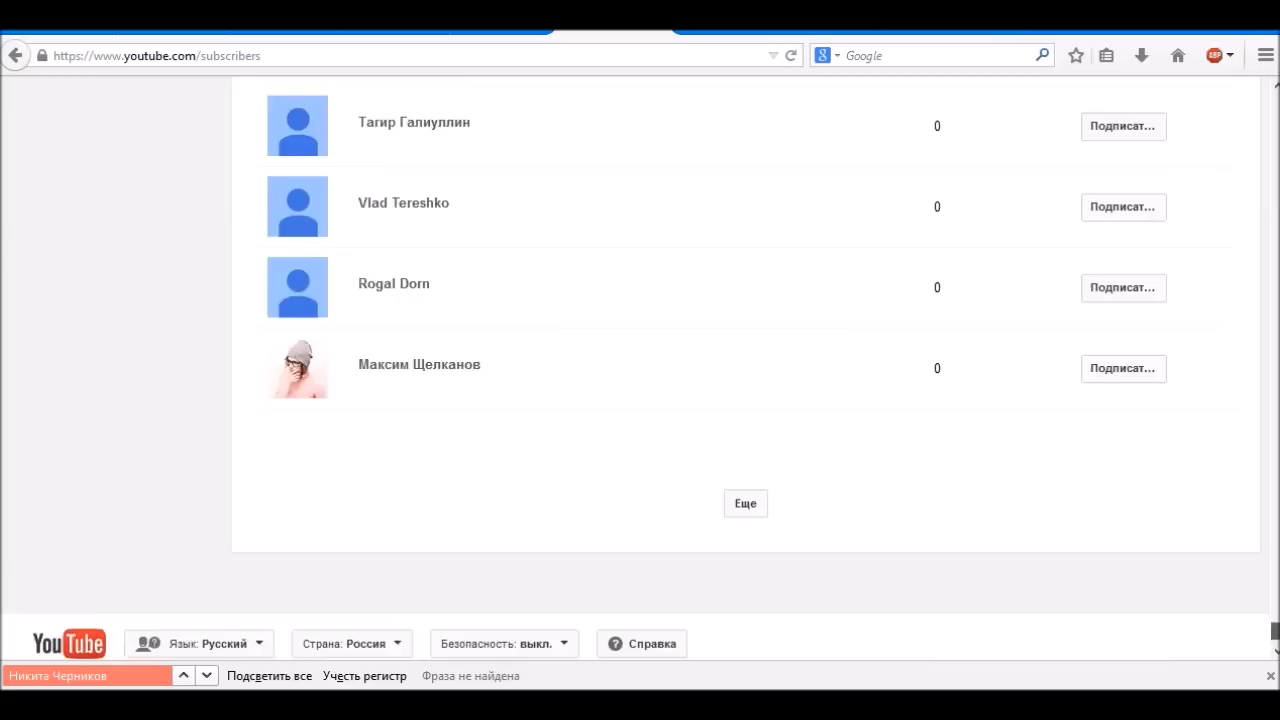 https://www.youtube.com/subscribers
8 Google
ABP
Тагир Галиуллин 0 Подписат...
Vlad Tereshko 0 Подписат...
Rogal Dorn 0 Подписат...
Максим Щелканов 0 Подписат...
Еще
YouTube Язык: Русский Страна: Россия Безопасность: выкл. ? Справка
Никита Черников Подсветить все Учесть регистр Фраза не найдена